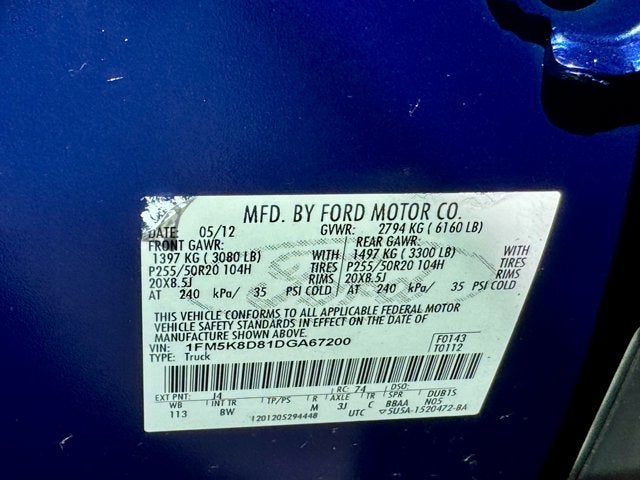 MFD. BY FORD MOTOR CO.
DATE: 05/12 GVWR: 2794 KG ( 6160 LB)
FRONT GAWR: REAR GAWR:
1397 KG ( 3080 LB) WITH 1497 KG ( 3300 LB) WITH
P255/50R20 104H TIRES P255/50R20 104H TIRES
20X8.5J RIMS 20X8.5J RIMS
AT 240 kPa/ 35 PSI COLD AT 240 kPa/ 35 PSI COLD
THIS VEHICLE CONFORMS TO ALL APPLICABLE FEDERAL MOTOR
VEHICLE SAFETY STANDARDS IN EFFECT ON THE DATE OF
MANUFACTURE SHOWN ABOVE.
VIN: 1FM5K8D81DGA67200 F0143
TYPE: Truck T0112
EXT PNT: J4 RC: 74 DSO:
WB INT TR TP/PS R AXLE TR DUB1S
113 BW M 3J C BBAA N05
1201205294448 UTC ▽5U5A-1520472-BA